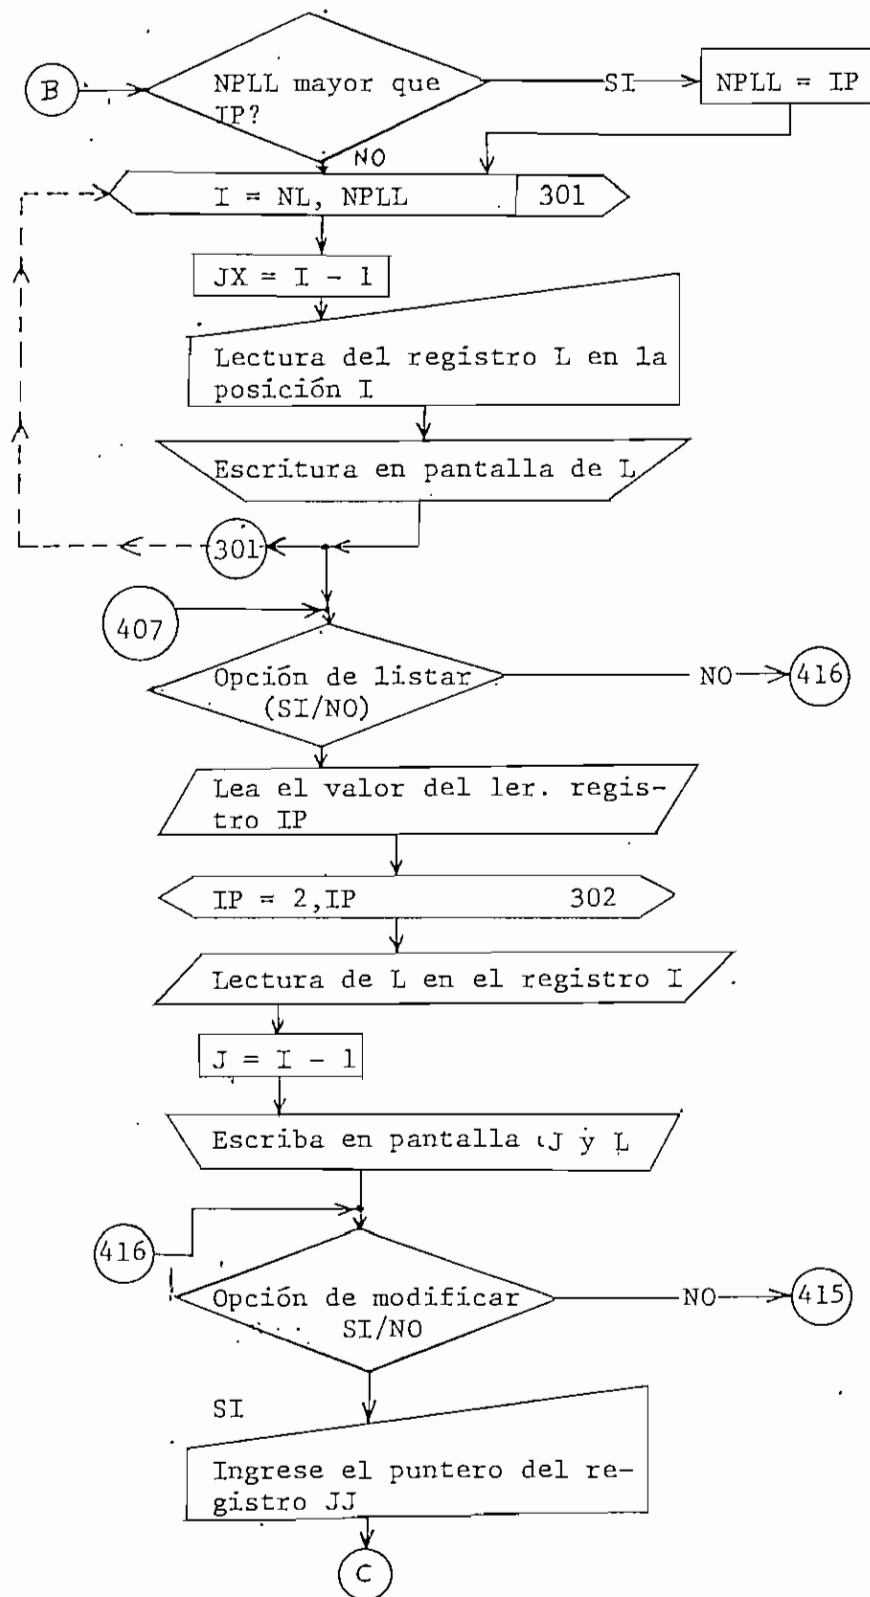 B
NPLL mayor que
IP?
SI
NPLL = IP
NO
I = NL, NPLL
301
JX = I - 1
Lectura del registro L en la
posición I
Escritura en pantalla de L
301
407
Opción de listar
(SI/NO)
NO
416
Lea el valor del 1er. regis-
tro IP
IP = 2,IP
302
Lectura de L en el registro I
J = I - 1
Escriba en pantalla J y L
416
Opción de modificar
SI/NO
NO
415
SI
Ingrese el puntero del re-
gistro JJ
C